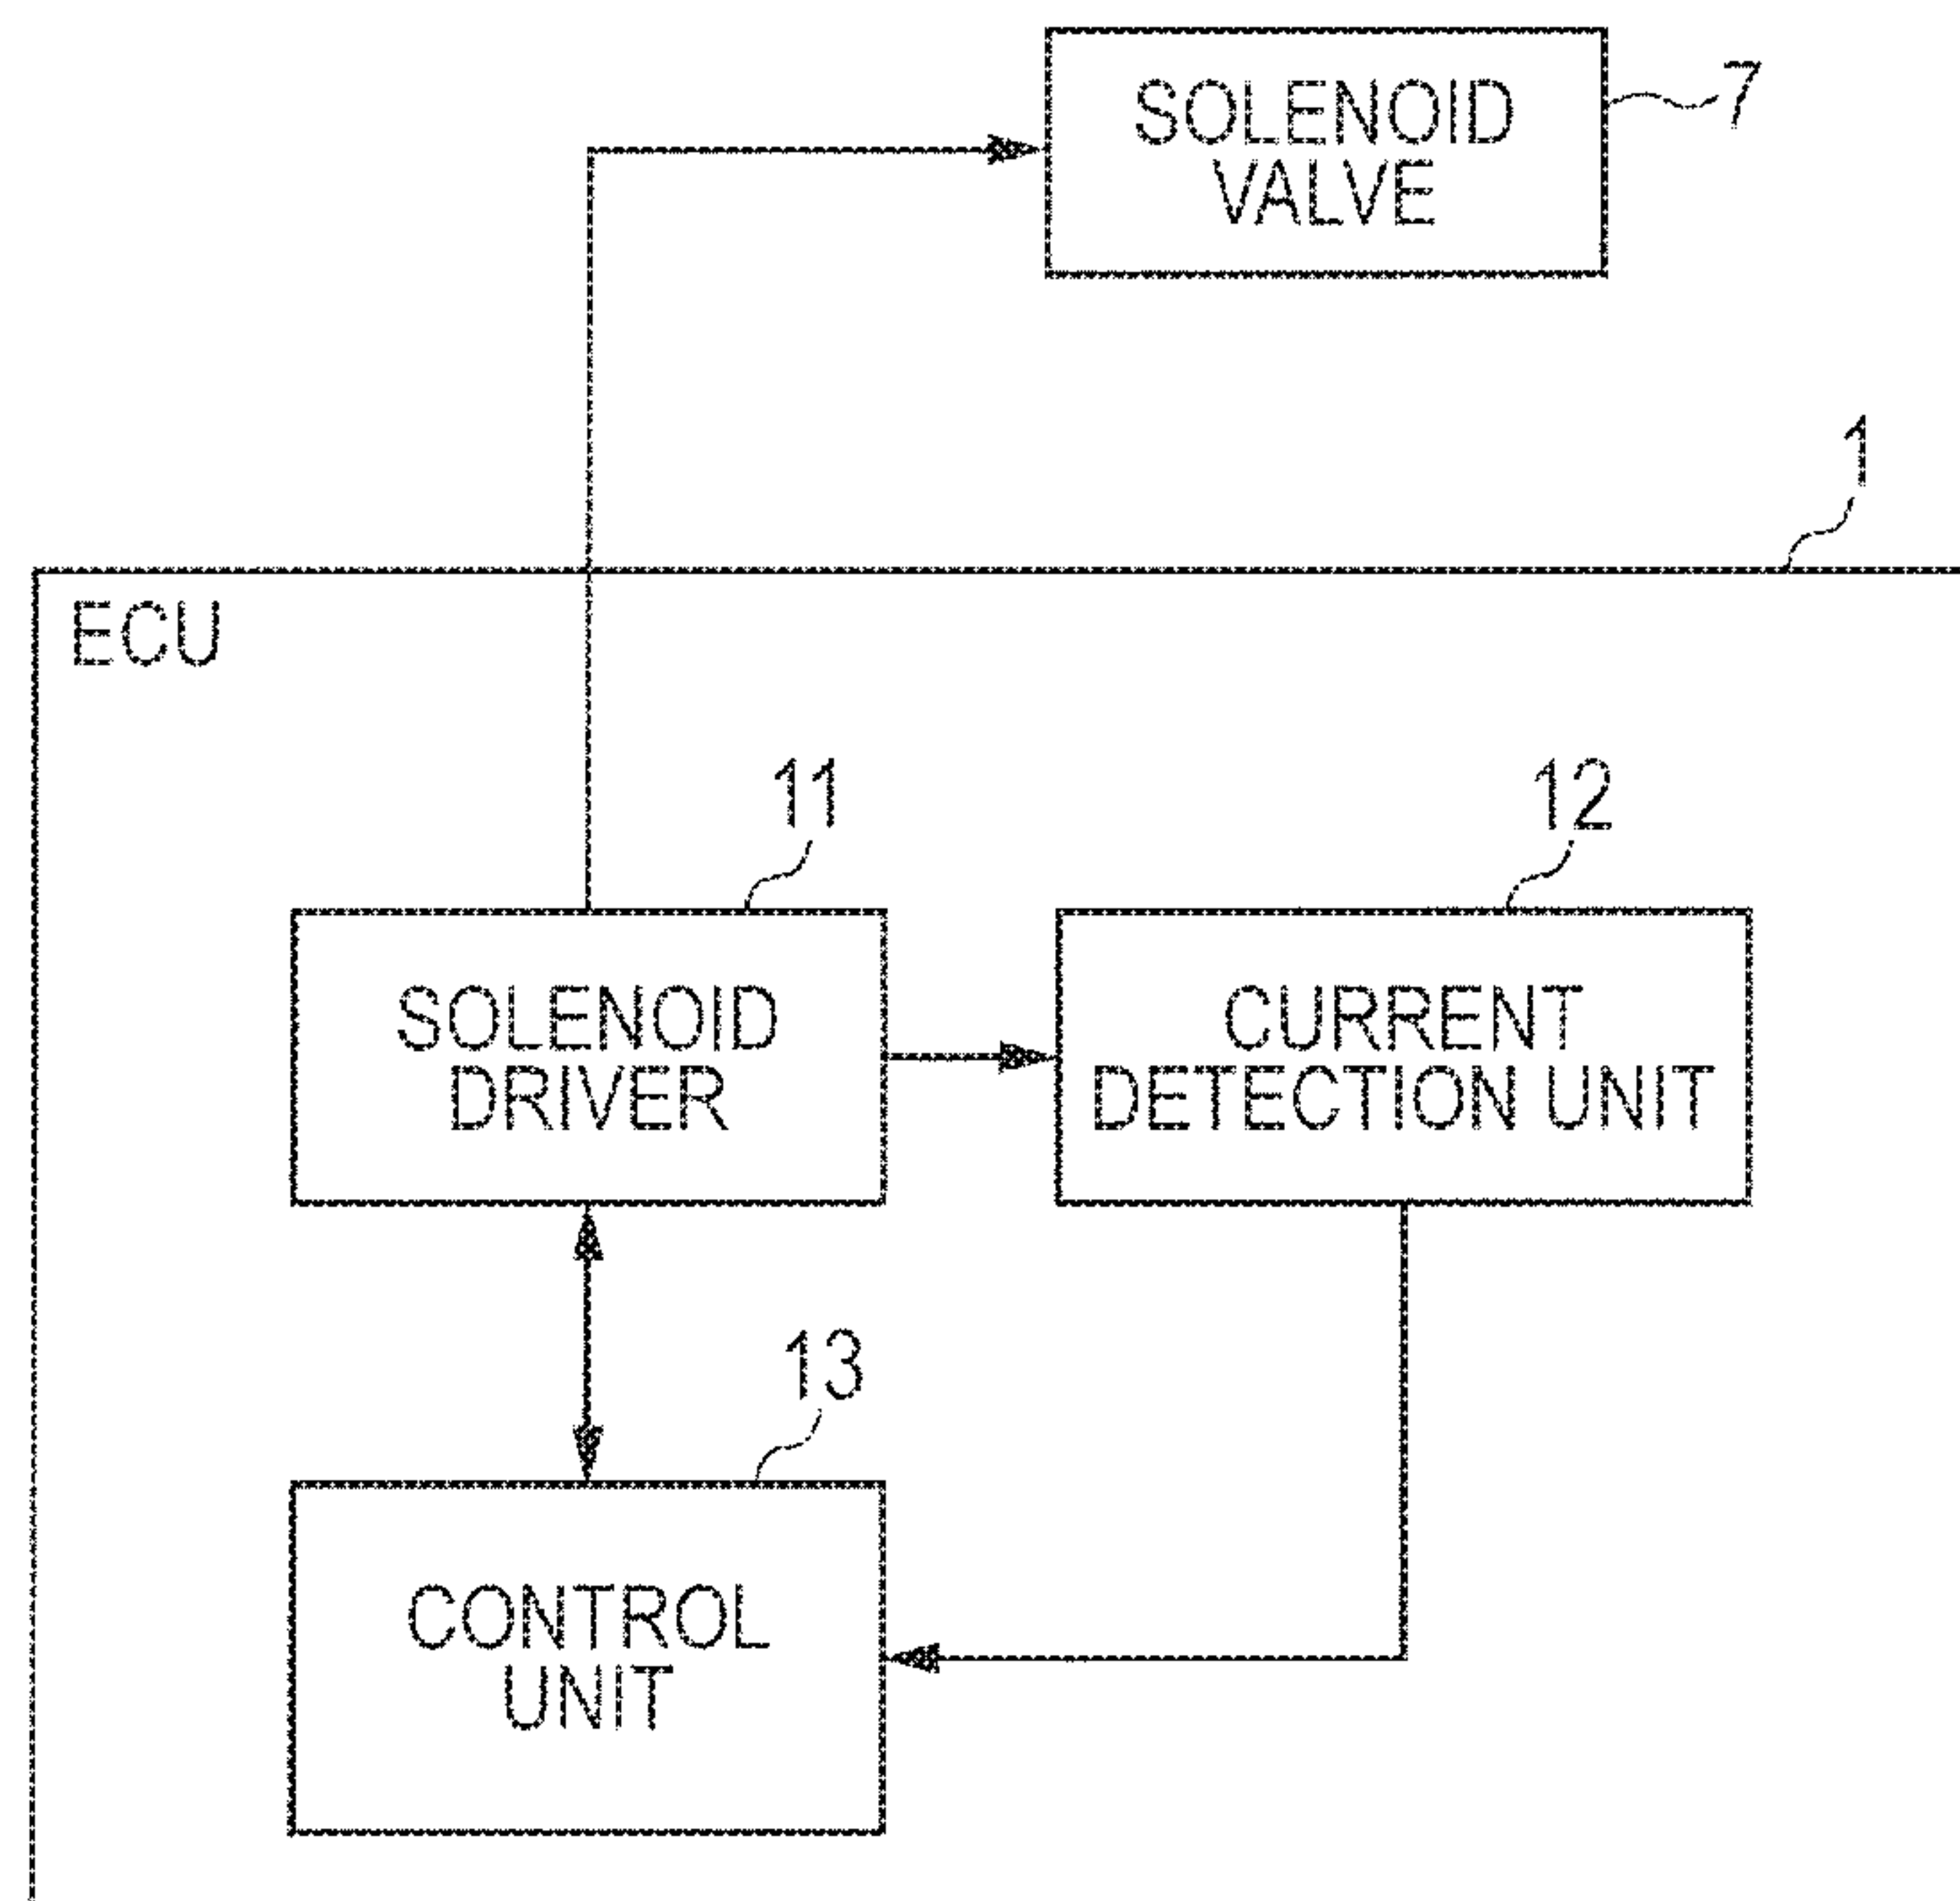 SOLENOID
VALVE
7
1
ECU
11
12
SOLENOID
DRIVER
CURRENT
DETECTION UNIT
13
CONTROL
UNIT